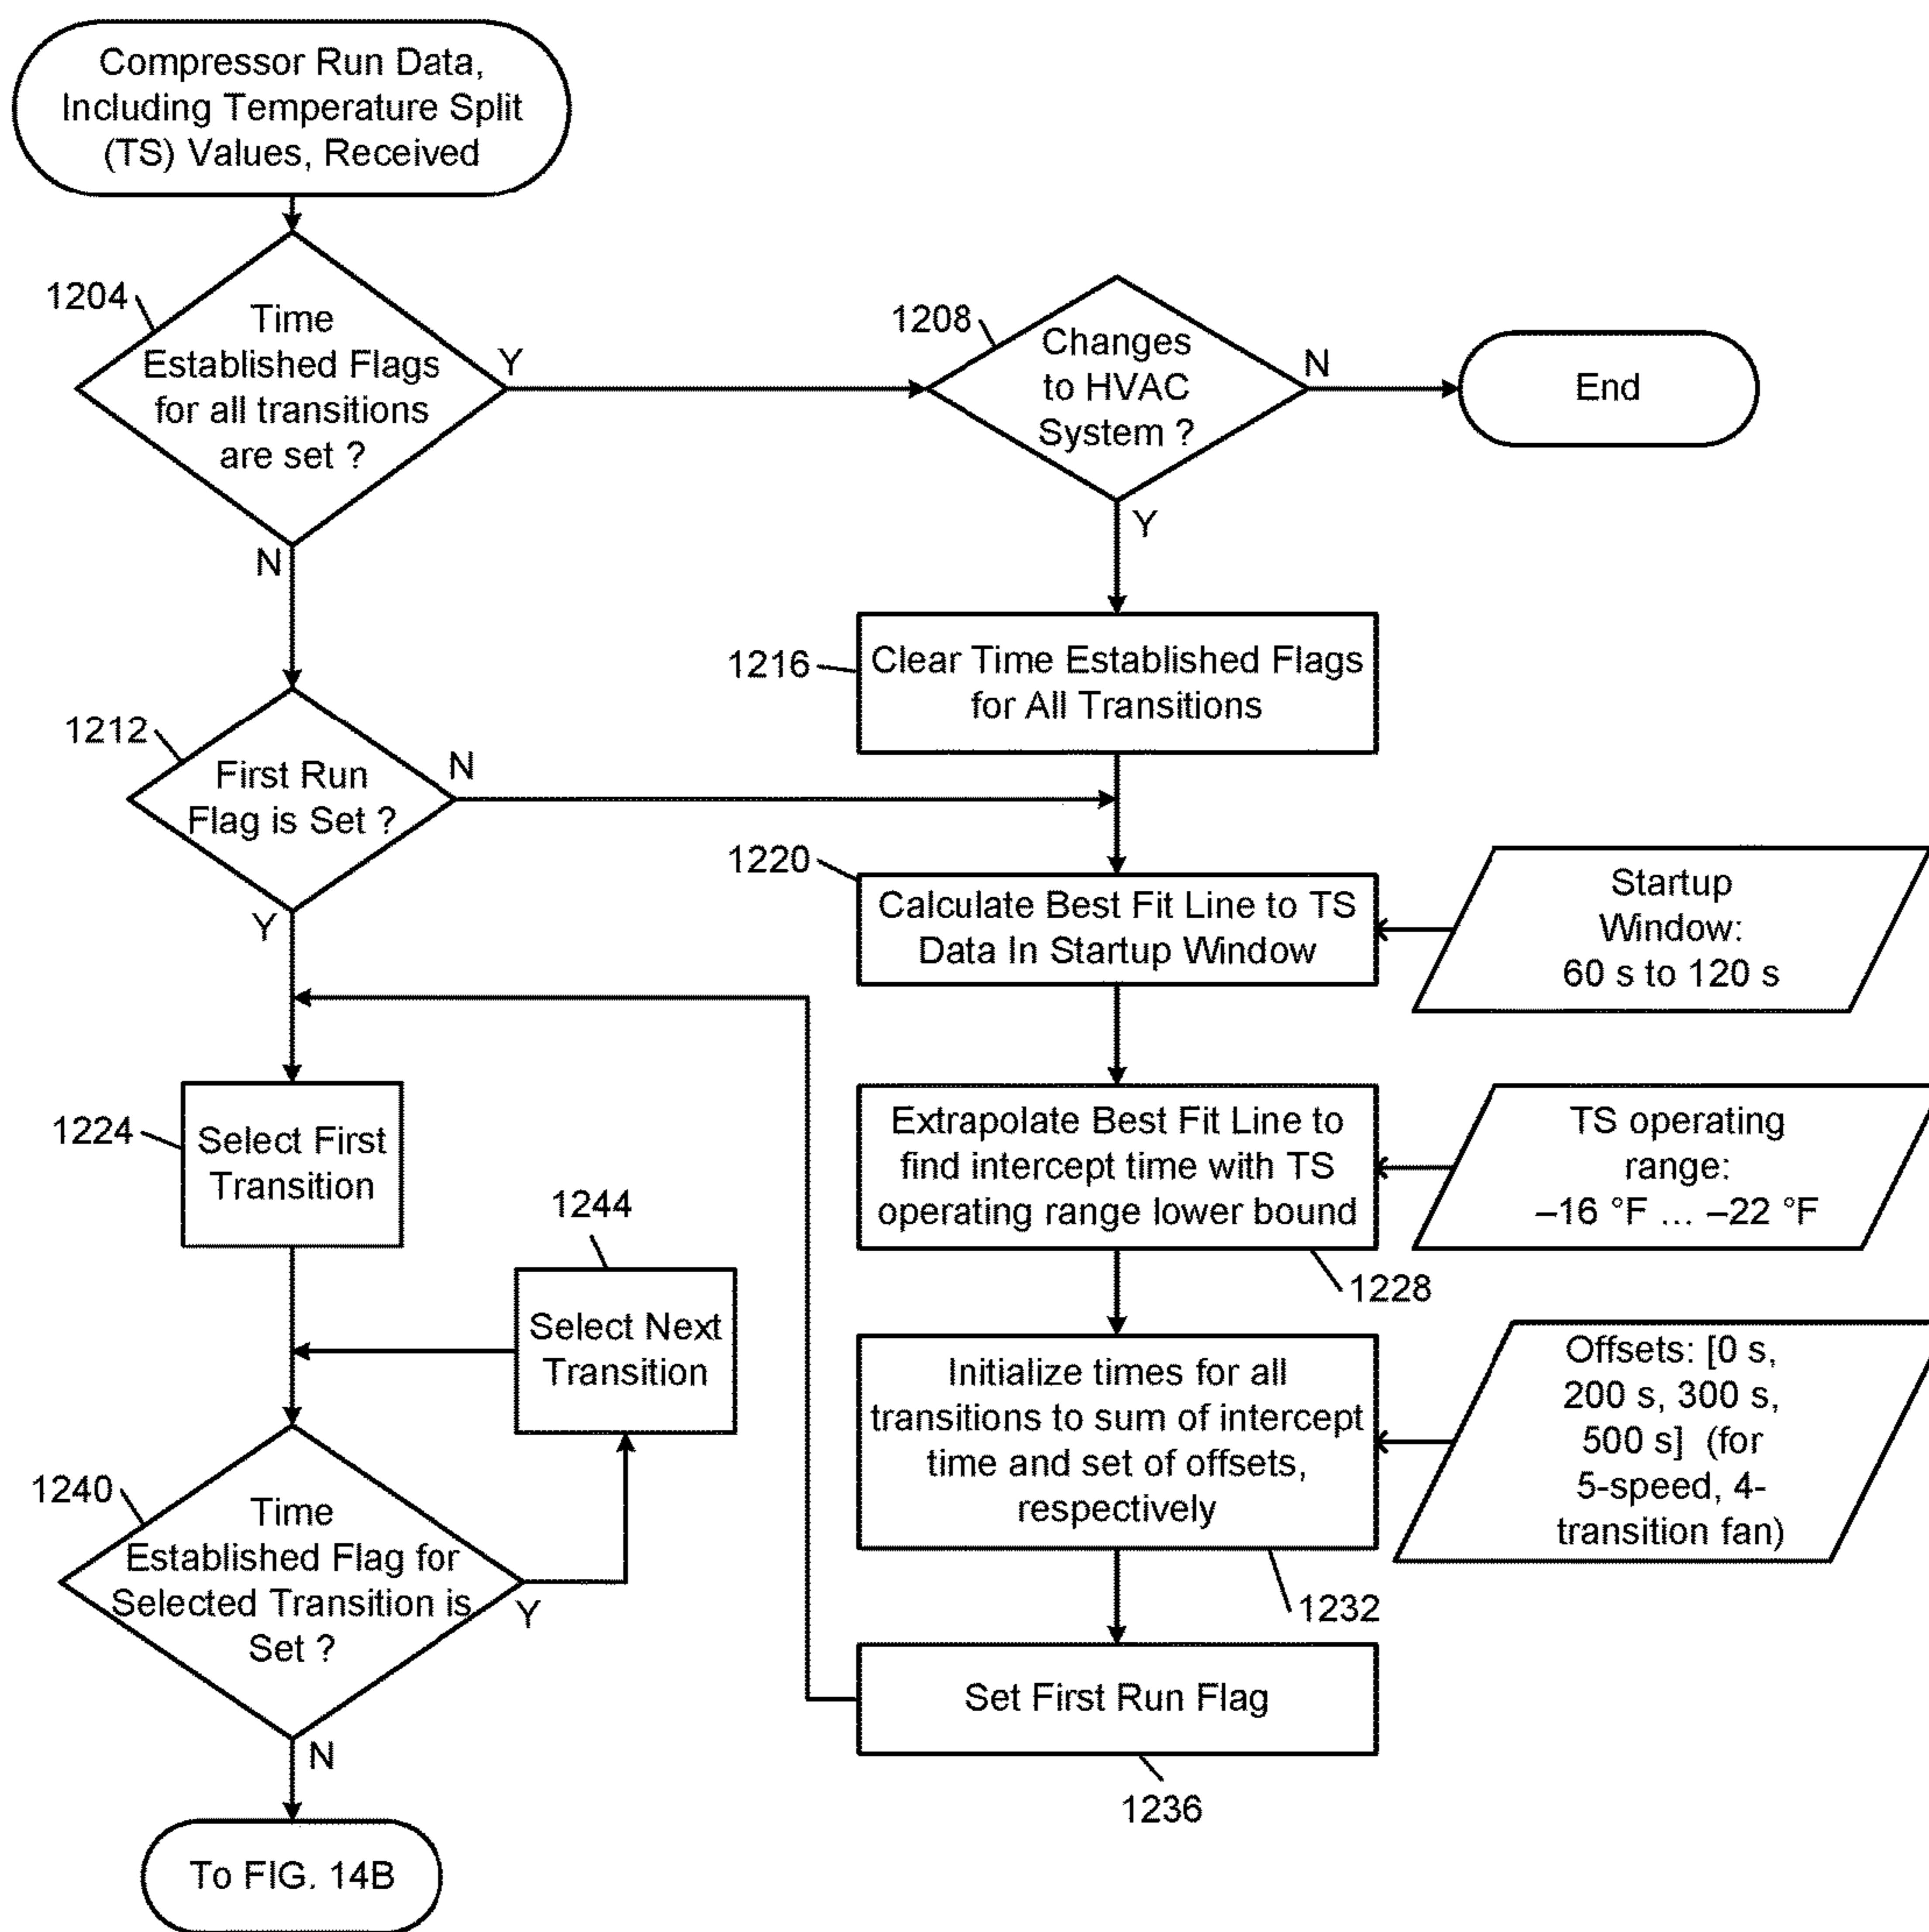 Compressor Run Data,
Including Temperature Split
(TS) Values, Received
1204
Time
Established Flags
for all transitions
are set ?
Y
N
1208
Changes
to HVAC
System ?
N
Y
End
1216
Clear Time Established Flags
for All Transitions
1212
First Run
Flag is Set ?
N
Y
1220
Calculate Best Fit Line to TS
Data In Startup Window
Startup
Window:
60 s to 120 s
1224
Select First
Transition
Extrapolate Best Fit Line to
find intercept time with TS
operating range lower bound
1228
TS operating
range:
–16 °F ... –22 °F
1244
Select Next
Transition
Initialize times for all
transitions to sum of intercept
time and set of offsets,
respectively
1232
Offsets: [0 s,
200 s, 300 s,
500 s] (for
5-speed, 4-
transition fan)
1240
Time
Established Flag for
Selected Transition is
Set ?
Y
N
Set First Run Flag
1236
To FIG. 14B